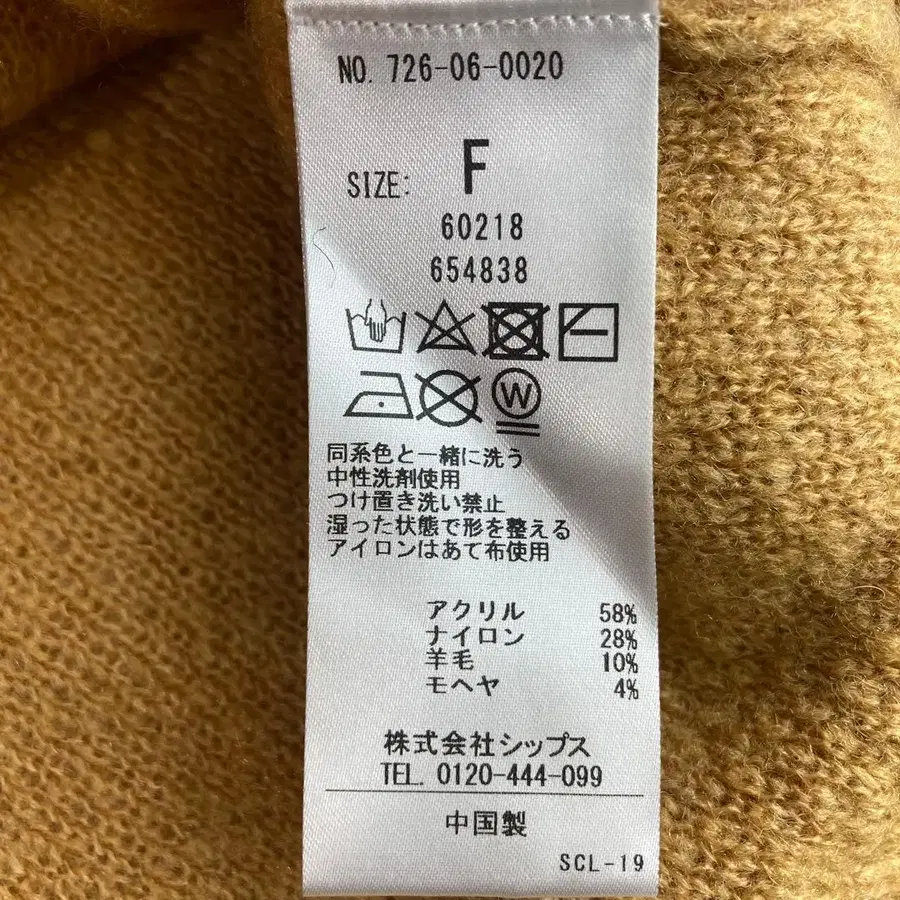 NO. 726-06-0020
SIZE: F
60218
654838
W
同系色と一緒に洗う
中性洗剤使用
つけ置き洗い禁止
湿った状態で形を整える
アイロンはあて布使用
アクリル 58%
ナイロン 28%
羊毛 10%
モヘヤ 4%
株式会社シップス
TEL. 0120-444-099
中国製
SCL-19